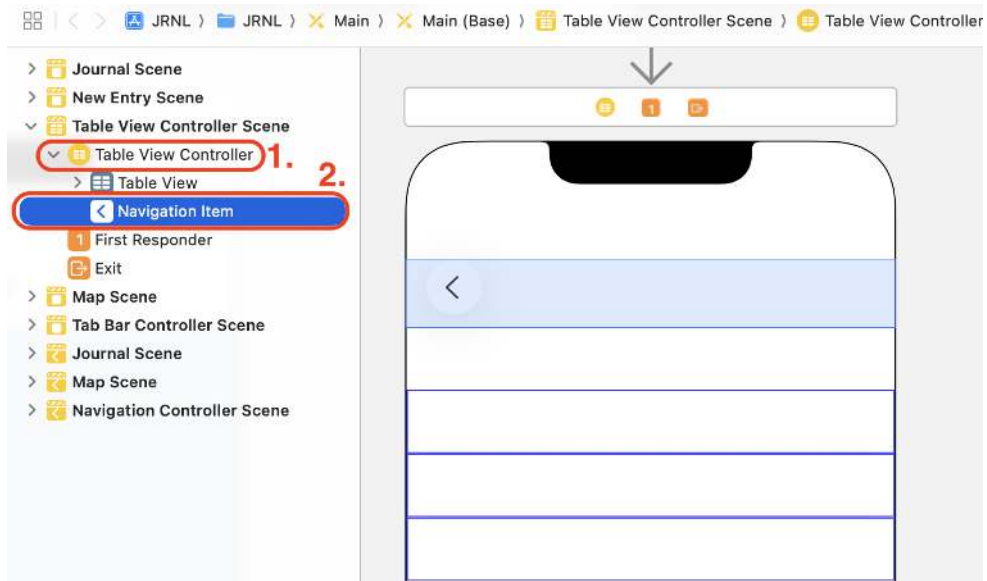 JRNL 〉 JRNL 〉 Main 〉 Main (Base) 〉 Table View Controller Scene 〉 Table View Controller
Journal Scene
New Entry Scene
Table View Controller Scene
Table View Controller 1.
Table View 2.
Navigation Item
1 First Responder
Exit
Map Scene
Tab Bar Controller Scene
Journal Scene
Map Scene
Navigation Controller Scene
1